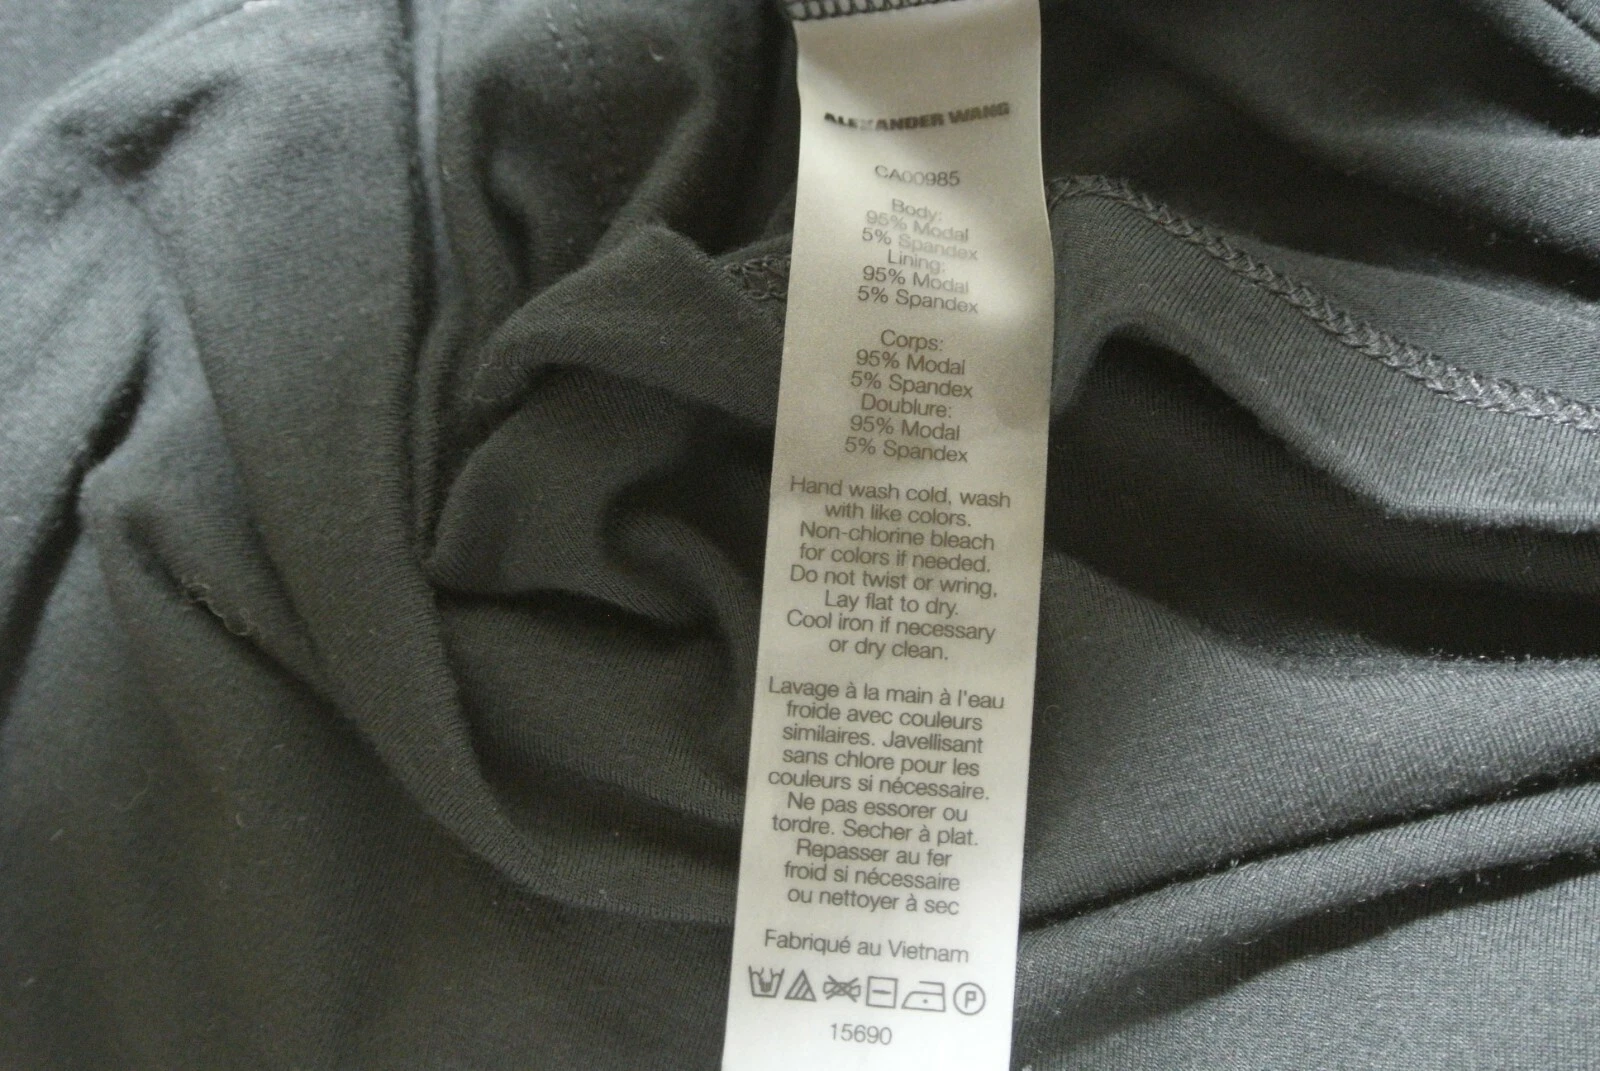 ALEXANDER WANG
CA00985
Body:
95% Modal
5% Spandex
Lining:
95% Modal
5% Spandex
Corps:
95% Modal
5% Spandex
Doublure:
95% Modal
5% Spandex
Hand wash cold, wash
with like colors.
Non-chlorine bleach
for colors if needed.
Do not twist or wring,
Lay flat to dry.
Cool iron if necessary
or dry clean.
Lavage à la main à l'eau
froide avec couleurs
similaires. Javellisant
sans chlore pour les
couleurs si nécessaire.
Ne pas essorer ou
tordre. Secher à plat.
Repasser au fer
froid si nécessaire
ou nettoyer à sec
Fabriqué au Vietnam
P
15690